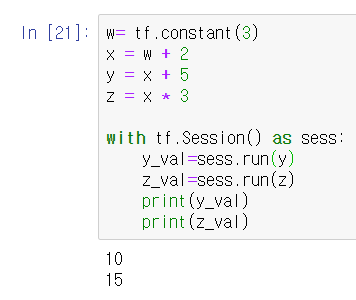 In [21]: w= tf.constant(3)
x = w + 2
y = x + 5
z = x * 3
with tf.Session() as sess:
y_val=sess.run(y)
z_val=sess.run(z)
print(y_val)
print(z_val)
10
15